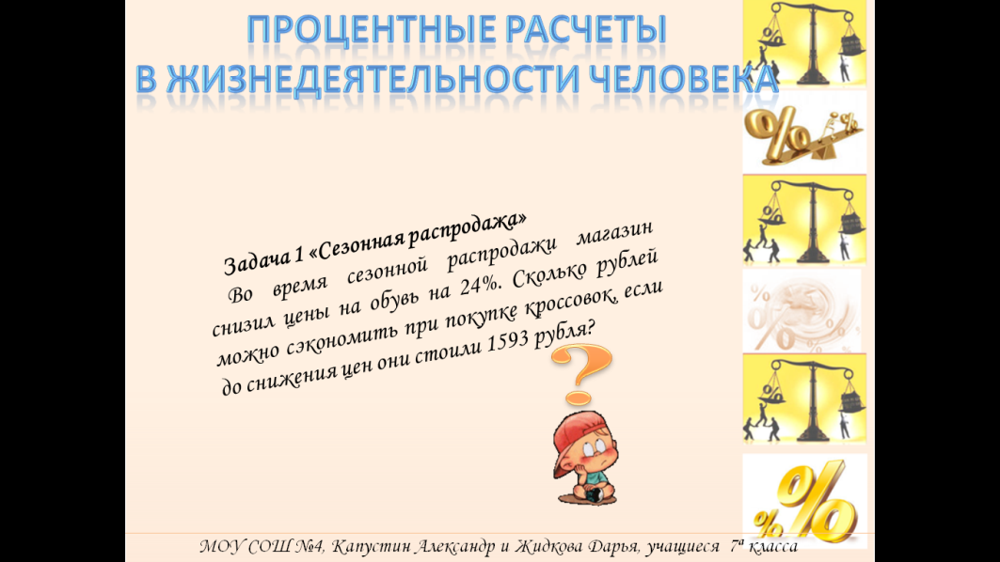 ПРОЦЕНТНЫЕ РАСЧЕТЫ
В ЖИЗНЕДЕЯТЕЛЬНОСТИ ЧЕЛОВЕКА
Задача 1 «Сезонная распродажа»
Во время сезонной распродажи магазин
снизил цены на обувь на 24%. Сколько рублей
можно сэкономить при покупке кроссовок, если
до снижения цен они стоили 1593 рубля?
МОУ СОШ №4, Капустин Александр и Жидкова Дарья, учащиеся 7ª класса